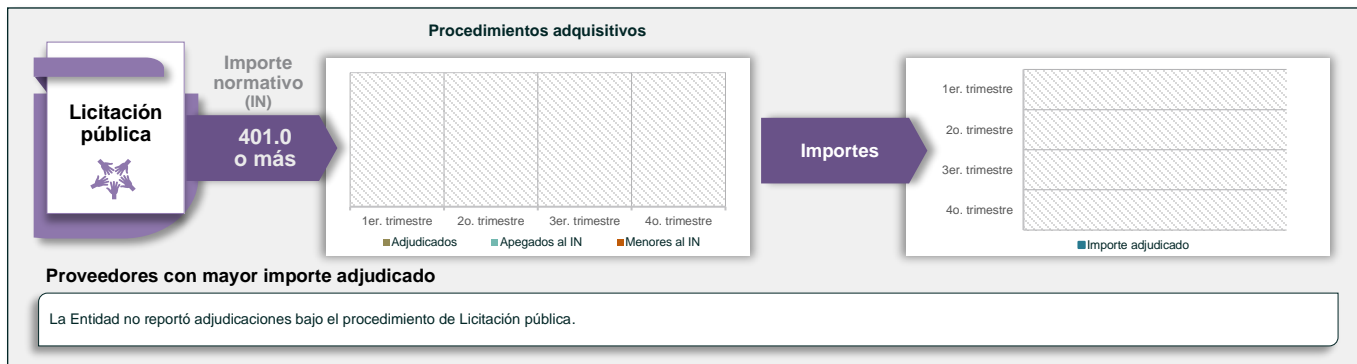 Procedimientos adquisitivos
Licitación
pública
Importe
normativo
(IN)
401.0
o más
1er. trimestre
2o. trimestre
3er. trimestre
4o. trimestre
Adjudicados
Apegados al IN
Menores al IN
Importes
1er. trimestre
2o. trimestre
3er. trimestre
4o. trimestre
Importe adjudicado
Proveedores con mayor importe adjudicado
La Entidad no reportó adjudicaciones bajo el procedimiento de Licitación pública.